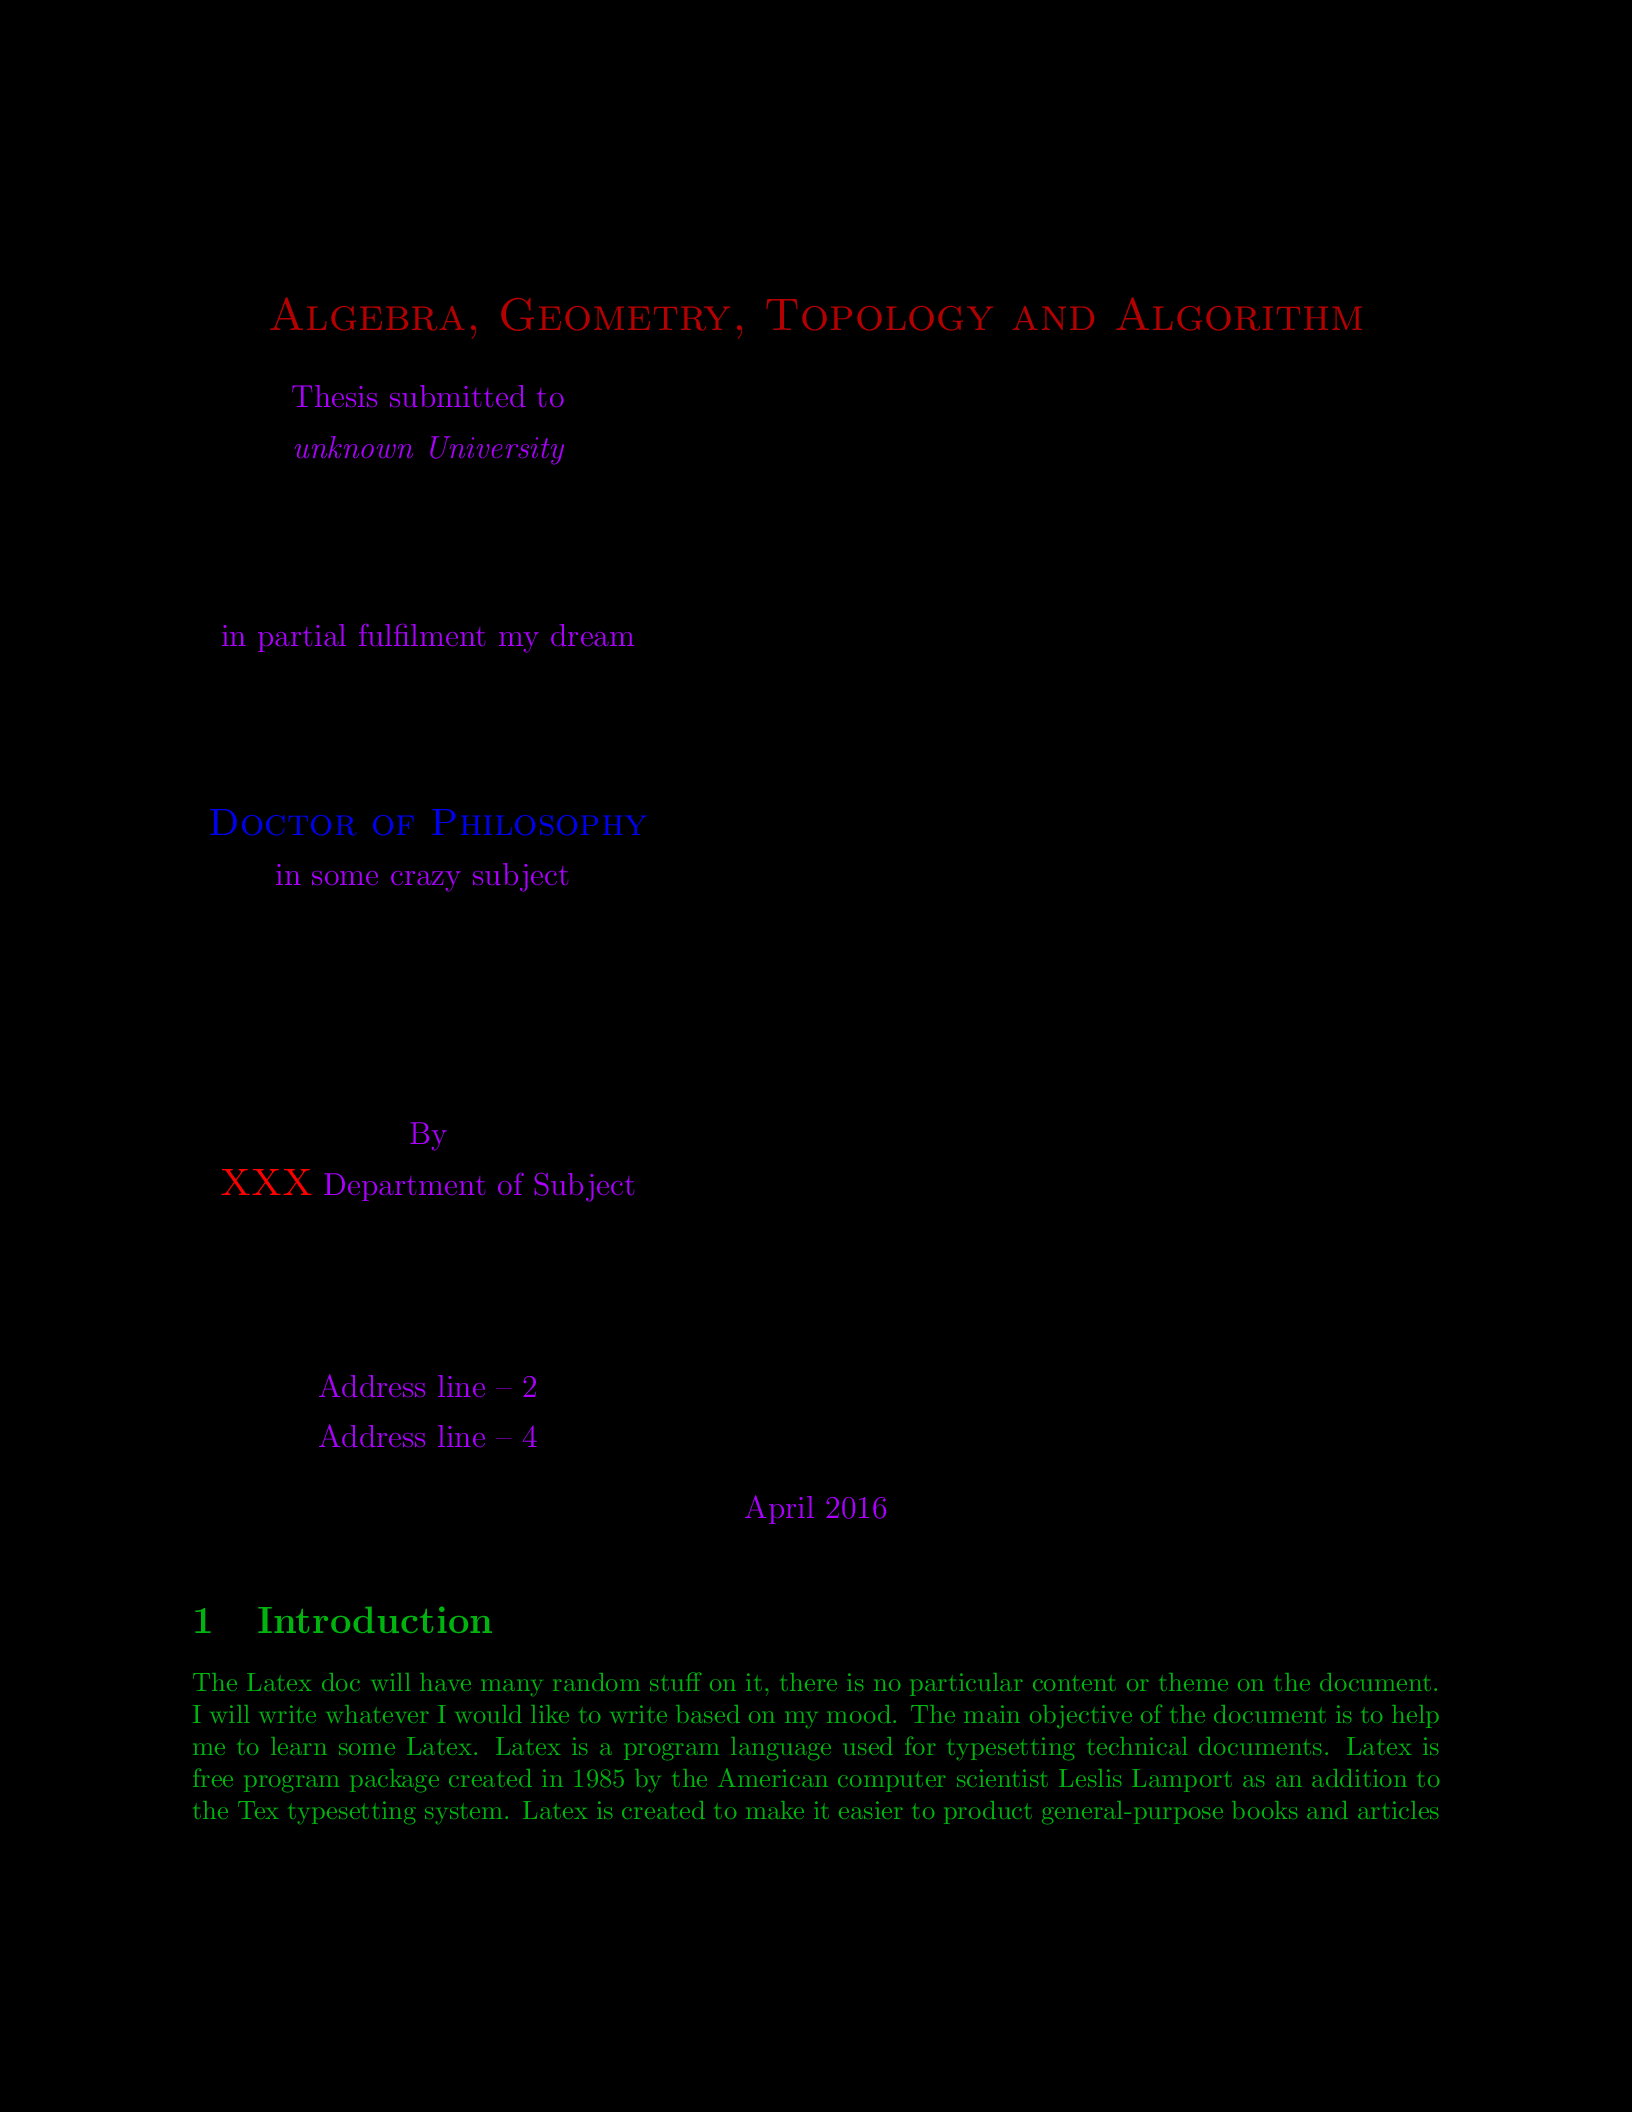 Algebra, Geometry, Topology and Algorithm
Thesis submitted to
unknown University
in partial fulfilment my dream
Doctor of Philosophy
in some crazy subject
By
XXX Department of Subject
Address line – 2
Address line – 4
April 2016
1 Introduction
The Latex doc will have many random stuff on it, there is no particular content or theme on the document.
I will write whatever I would like to write based on my mood. The main objective of the document is to help
me to learn some Latex. Latex is a program language used for typesetting technical documents. Latex is
free program package created in 1985 by the American computer scientist Leslis Lamport as an addition to
the Tex typesetting system. Latex is created to make it easier to product general-purpose books and articles